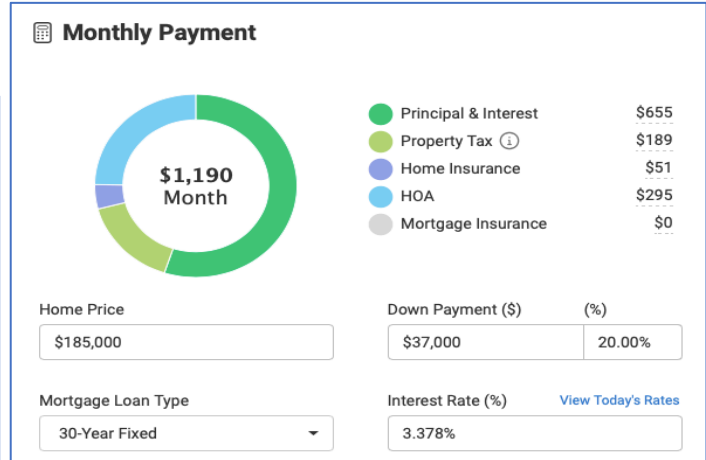 Monthly Payment
$1,190
Month
Principal & Interest $655
Property Tax $189
Home Insurance $51
HOA $295
Mortgage Insurance $0
Home Price
$185,000
Down Payment ($) (%)
$37,000 20.00%
Mortgage Loan Type
30-Year Fixed
Interest Rate (%) View Today's Rates
3.378%